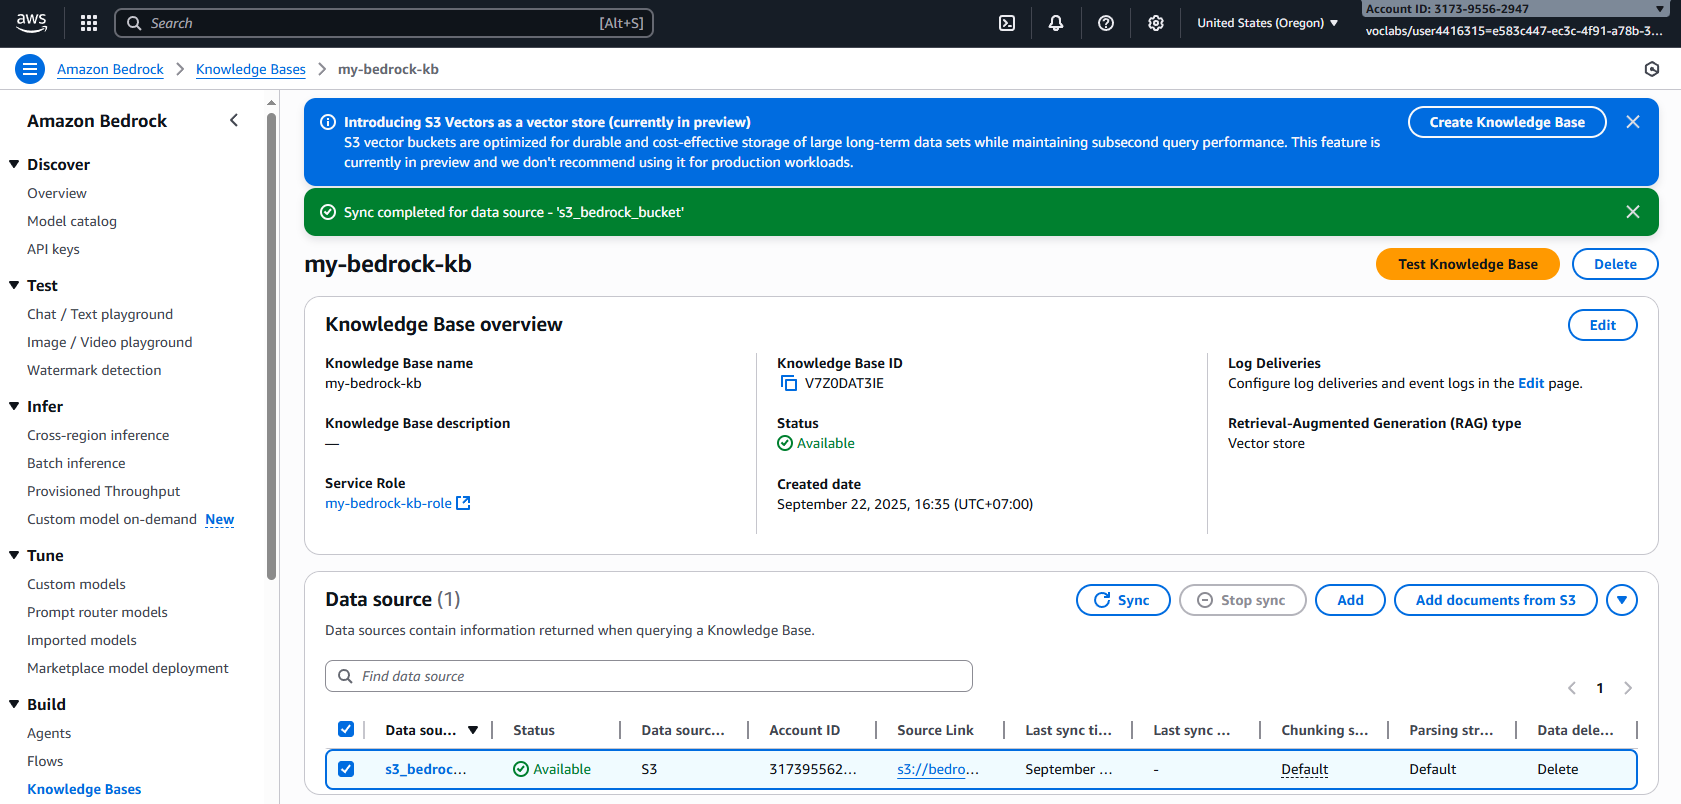 aws
Search
[Alt+S]
United States (Oregon)
Account ID: 3173-9556-2947
voclabs/user4416315=e583c447-ec3c-4f91-a78b-3...
Amazon Bedrock
Knowledge Bases
my-bedrock-kb
Amazon Bedrock
Discover
Overview
Model catalog
API keys
Test
Chat / Text playground
Image / Video playground
Watermark detection
Infer
Cross-region inference
Batch inference
Provisioned Throughput
Custom model on-demand New
Tune
Custom models
Prompt router models
Imported models
Marketplace model deployment
Build
Agents
Flows
Knowledge Bases
Introducing S3 Vectors as a vector store (currently in preview)
S3 vector buckets are optimized for durable and cost-effective storage of large long-term data sets while maintaining subsecond query performance. This feature is
currently in preview and we don't recommend using it for production workloads.
Create Knowledge Base
Sync completed for data source - 's3_bedrock_bucket'
my-bedrock-kb
Test Knowledge Base
Delete
Knowledge Base overview
Edit
Knowledge Base name
my-bedrock-kb
Knowledge Base description
—
Service Role
my-bedrock-kb-role
Knowledge Base ID
V7Z0DAT3IE
Status
Available
Created date
September 22, 2025, 16:35 (UTC+07:00)
Log Deliveries
Configure log deliveries and event logs in the Edit page.
Retrieval-Augmented Generation (RAG) type
Vector store
Data source (1)
Sync
Stop sync
Add
Add documents from S3
Data sources contain information returned when querying a Knowledge Base.
Find data source
1
Data sou... Status Data sourc... Account ID Source Link Last sync ti... Last sync ... Chunking s... Parsing str... Data dele...
s3_bedroc... Available S3 317395562... s3://bedro... September ... - Default Default Delete